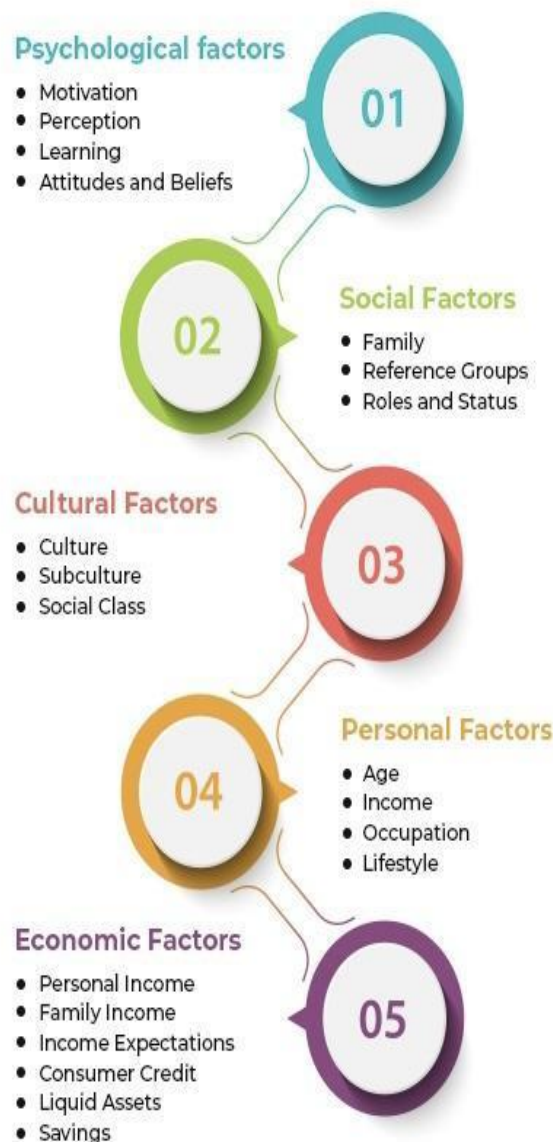 Psychological factors
• Motivation
• Perception
• Learning
• Attitudes and Beliefs
01
02
Social Factors
• Family
• Reference Groups
• Roles and Status
Cultural Factors
• Culture
• Subculture
• Social Class
03
04
Personal Factors
• Age
• Income
• Occupation
• Lifestyle
Economic Factors
• Personal Income
• Family Income
• Income Expectations
• Consumer Credit
• Liquid Assets
• Savings
05